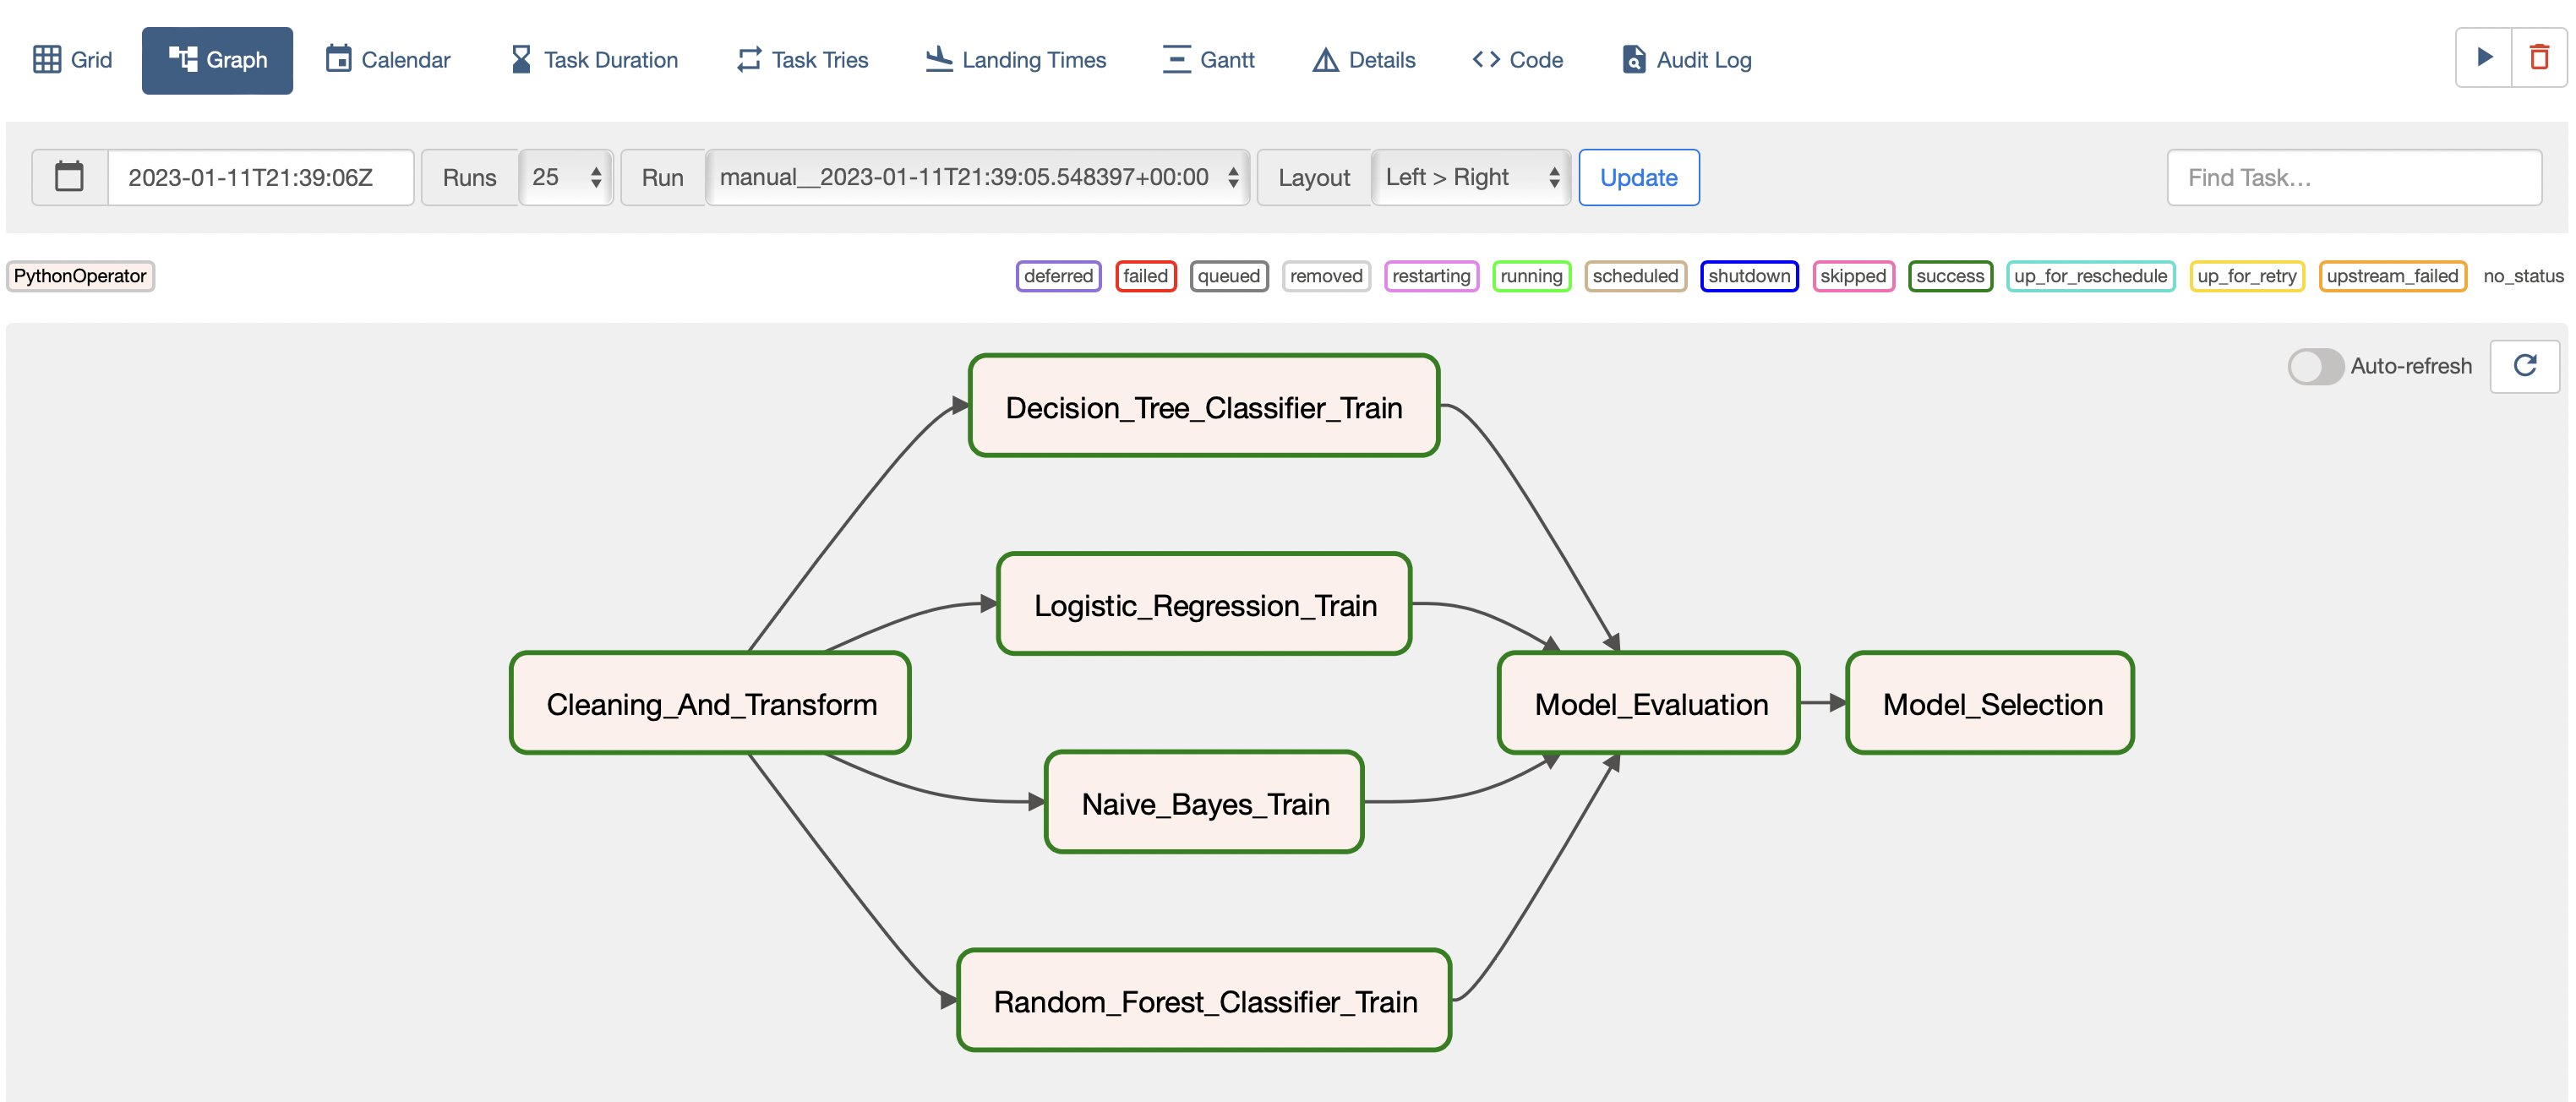 Grid Graph Calendar Task Duration Task Tries Landing Times Gantt Details Code Audit Log
2023-01-11T21:39:06Z Runs 25 Run manual__2023-01-11T21:39:05.548397+00:00 Layout Left > Right Update Find Task...
PythonOperator deferred failed queued removed restarting running scheduled shutdown skipped success up_for_reschedule up_for_retry upstream_failed no_status
Auto-refresh
Decision_Tree_Classifier_Train
Logistic_Regression_Train
Cleaning_And_Transform Model_Evaluation Model_Selection
Naive_Bayes_Train
Random_Forest_Classifier_Train